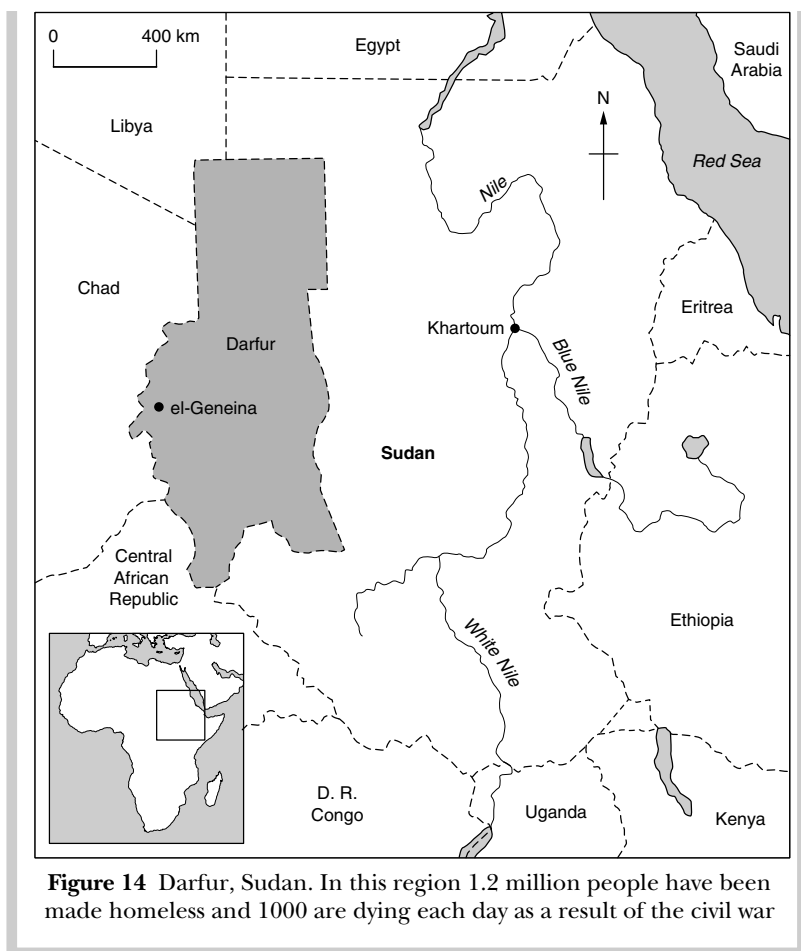 0 400 km
Egypt
Saudi
Arabia
Libya
N
Red Sea
Nile
Chad
Eritrea
Khartoum
Darfur
Blue Nile
el-Geneina
Sudan
Central
African
Republic
Ethiopia
White Nile
D. R.
Congo
Uganda
Kenya
Figure 14 Darfur, Sudan. In this region 1.2 million people have been
made homeless and 1000 are dying each day as a result of the civil war